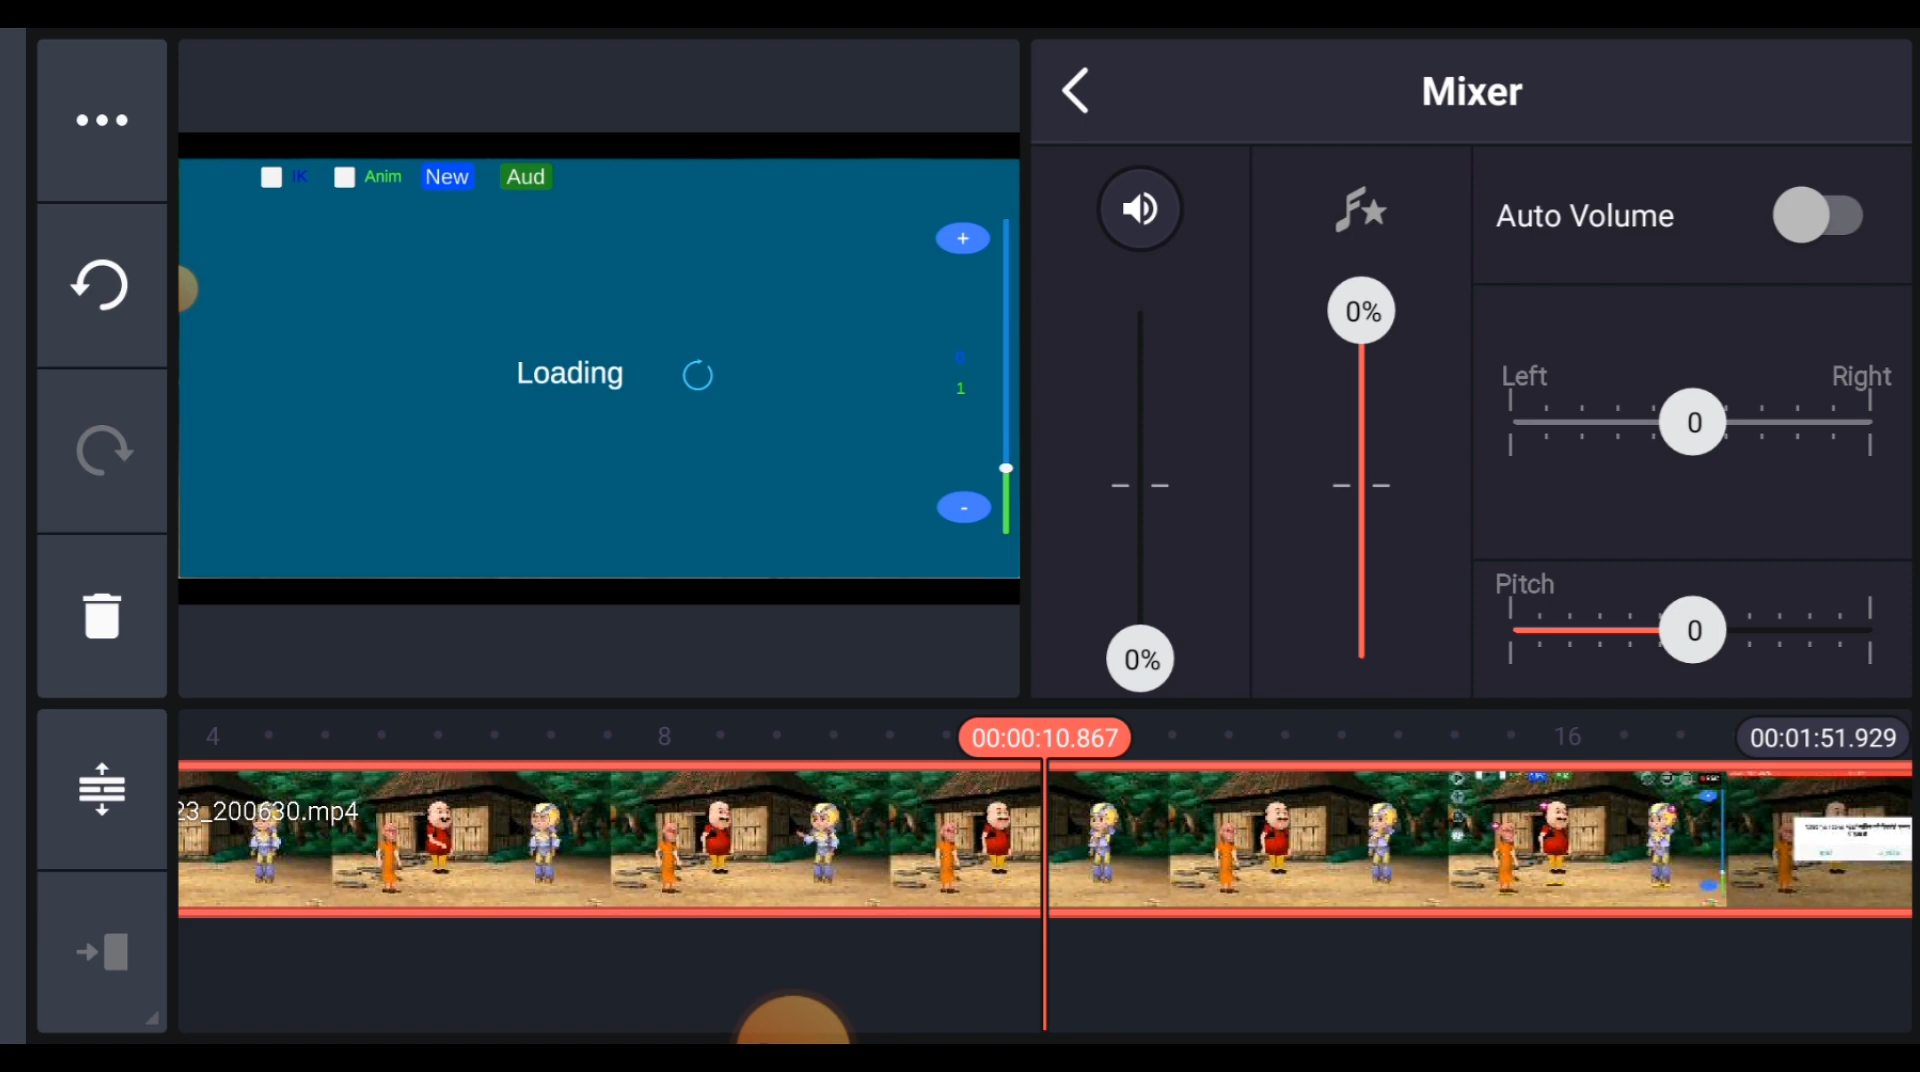 Mixer
IK Anim New Aud
+
Auto Volume
0%
Left Right
0
Loading
0
1
-
Pitch
0
0%
4 8 00:00:10.867 16 00:01:51.929
23_200630.mp4